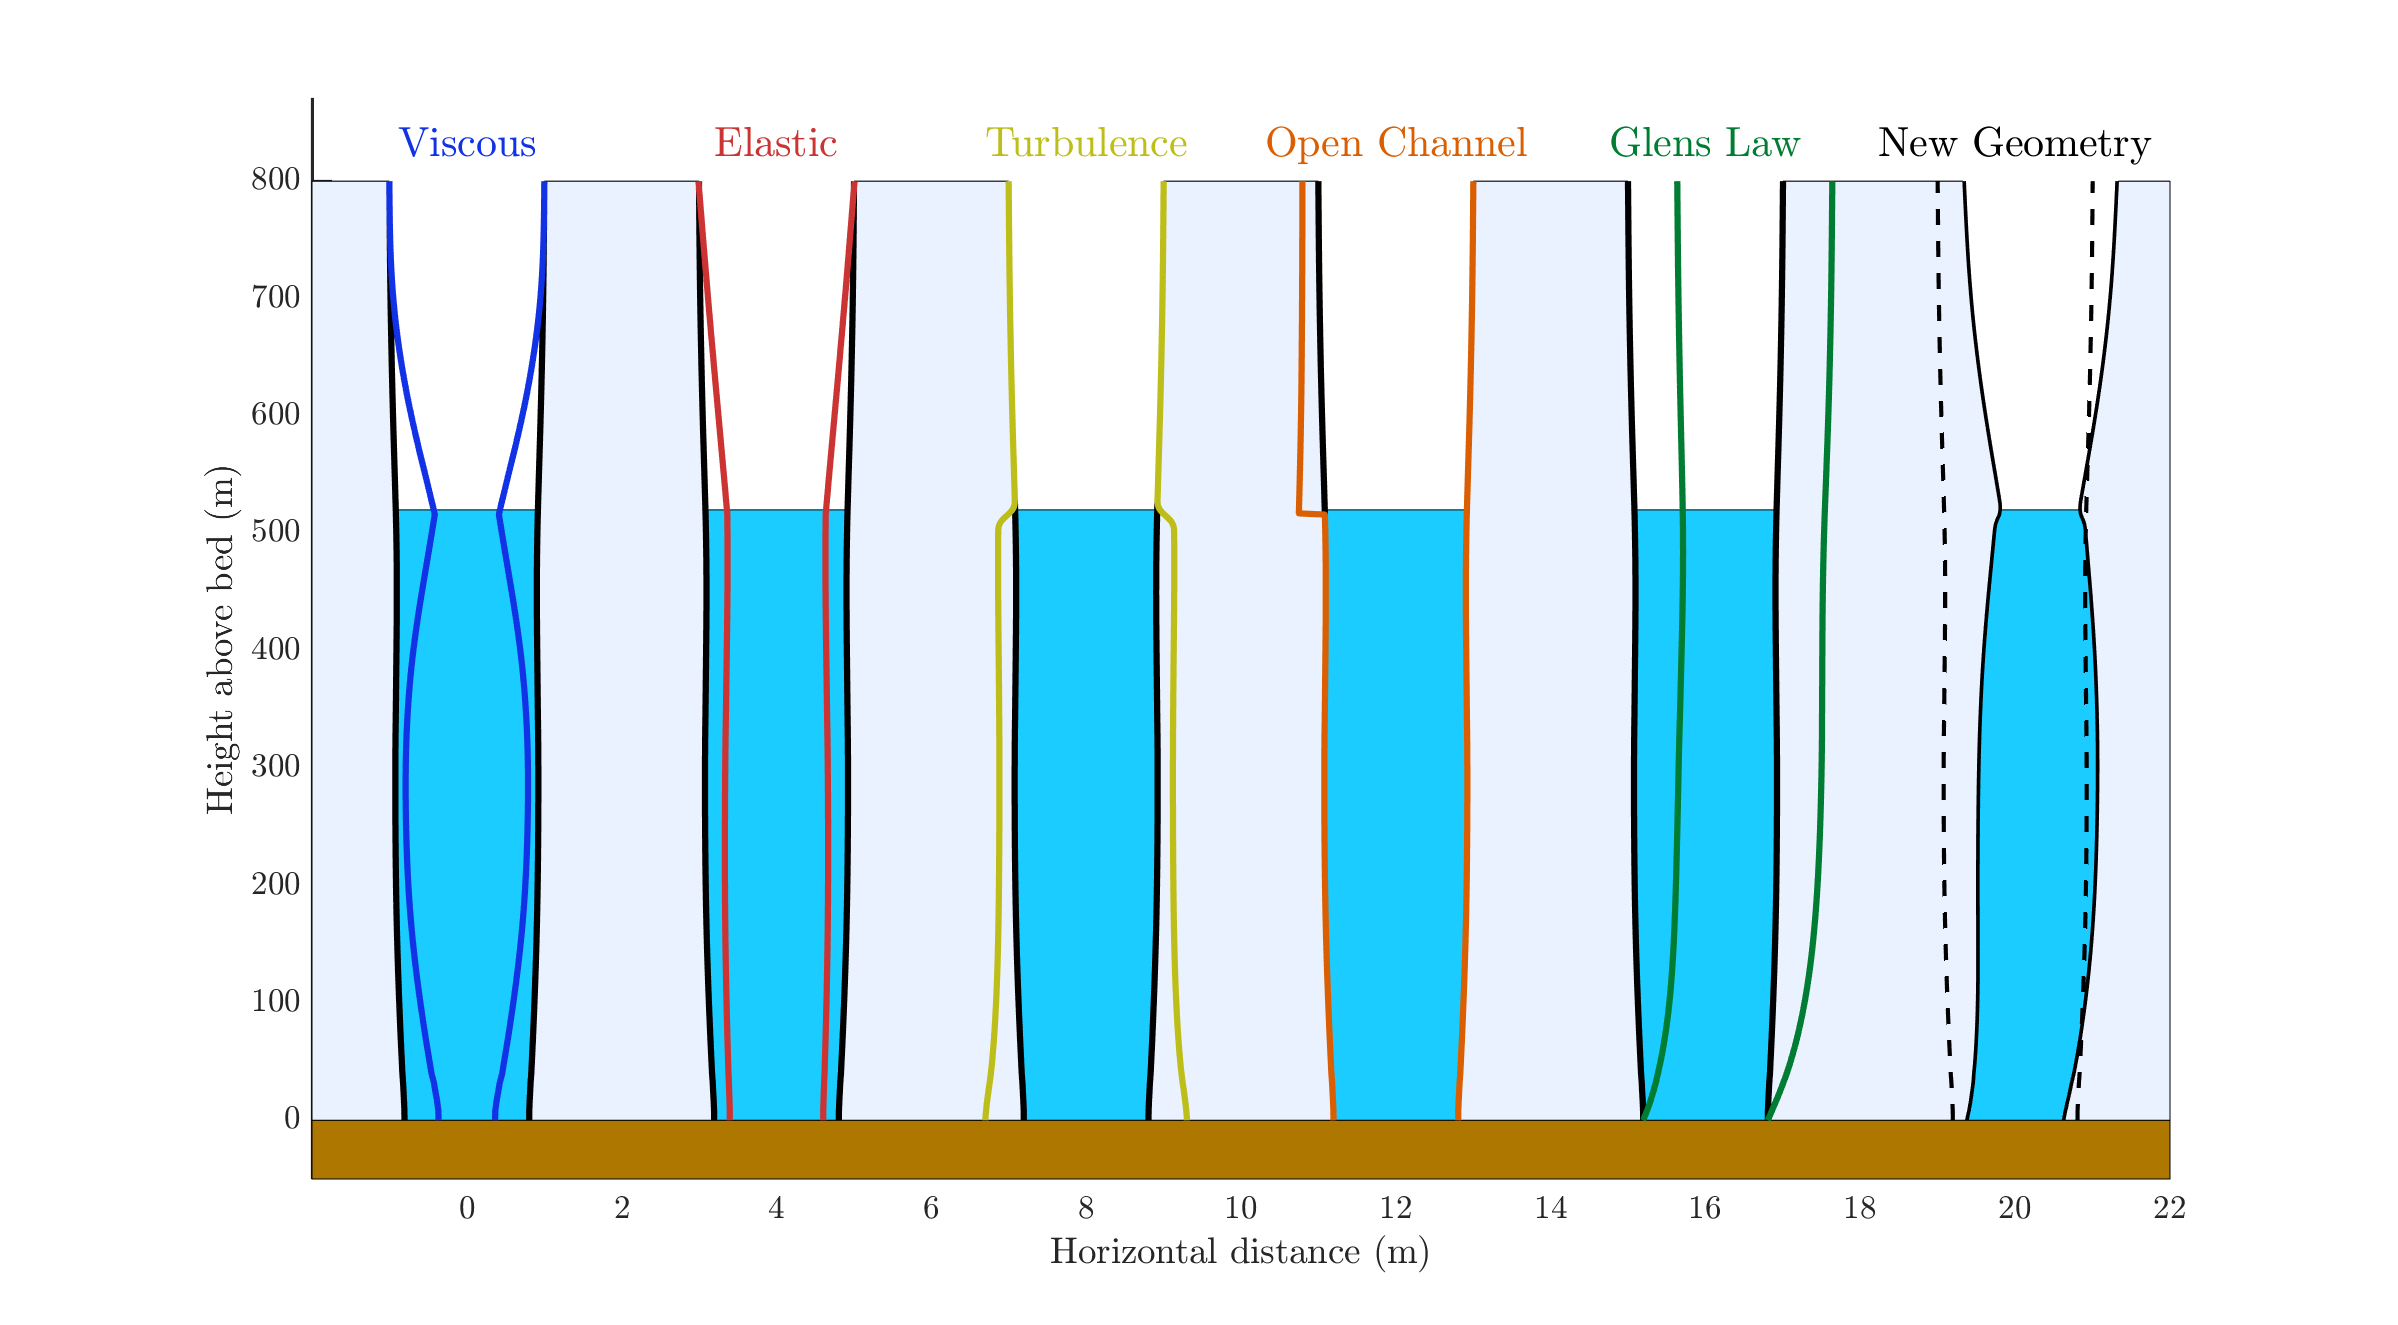 Viscous Elastic Turbulence Open Channel Glens Law New Geometry
800
700
600
500
400
300
200
100
0
Height above bed (m)
0 2 4 6 8 10 12 14 16 18 20 22
Horizontal distance (m)